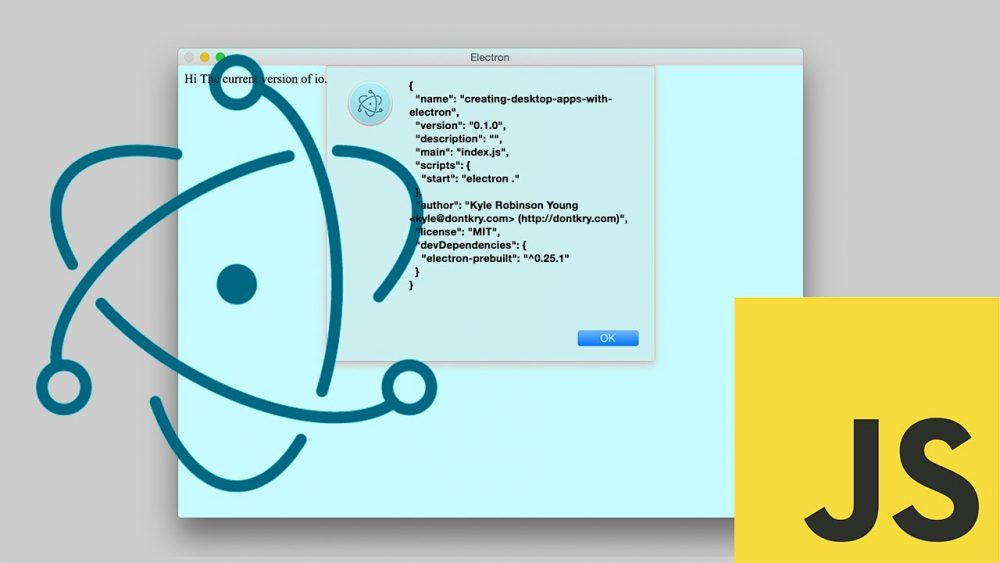 Electron
Hi The current version of io.
{
"name": "creating-desktop-apps-with-
electron",
"version": "0.1.0",
"description": "",
"main": "index.js",
"scripts": {
"start": "electron ."
},
"author": "Kyle Robinson Young
<kyle@dontkry.com> (http://dontkry.com)",
"license": "MIT",
"devDependencies": {
"electron-prebuilt": "^0.25.1"
}
}
OK
JS